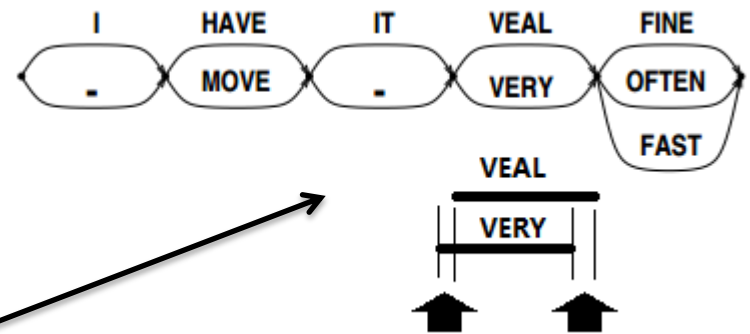 I HAVE IT VEAL FINE
- MOVE - VERY OFTEN
FAST
VEAL
VERY